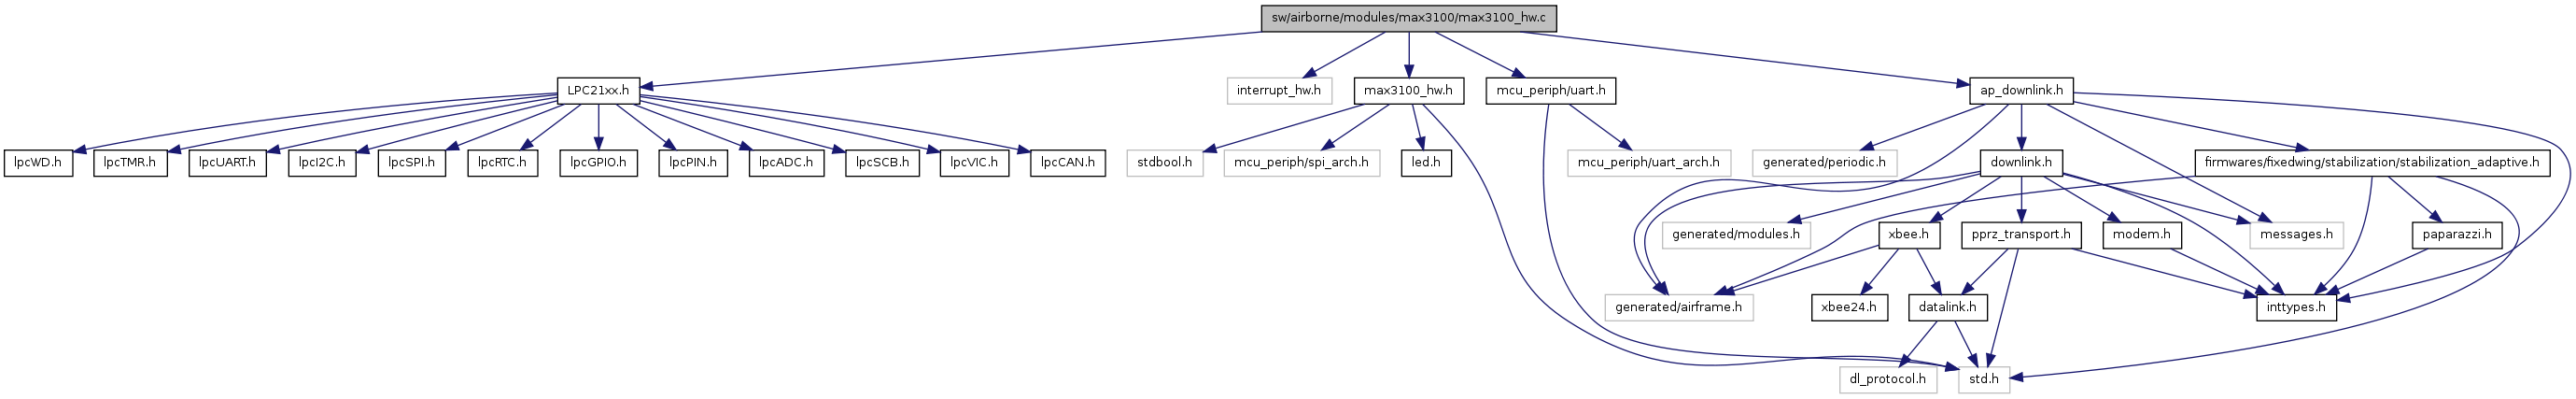 sw/airborne/modules/max3100/max3100_hw.c
LPC21xx.h
interrupt_hw.h
max3100_hw.h
mcu_periph/uart.h
ap_downlink.h
lpcWD.h
lpcTMR.h
lpcUART.h
lpcI2C.h
lpcSPI.h
lpcRTC.h
lpcGPIO.h
lpcPIN.h
lpcADC.h
lpcSCB.h
lpcVIC.h
lpcCAN.h
stdbool.h
mcu_periph/spi_arch.h
led.h
mcu_periph/uart_arch.h
generated/periodic.h
downlink.h
firmwares/fixedwing/stabilization/stabilization_adaptive.h
generated/modules.h
xbee.h
pprz_transport.h
modem.h
messages.h
paparazzi.h
generated/airframe.h
xbee24.h
datalink.h
inttypes.h
dl_protocol.h
std.h